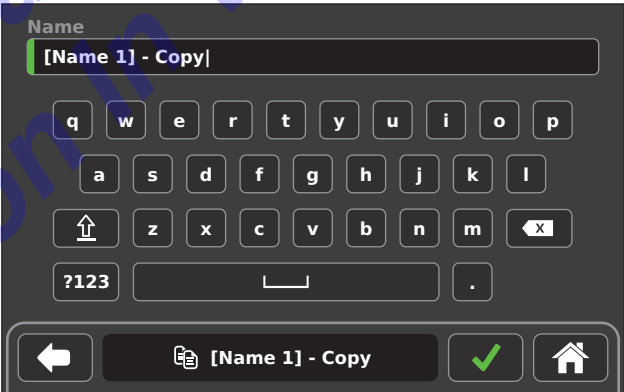 Name
[Name 1] - Copy|
q w e r t y u i o p
a s d f g h j k l
z x c v b n m X
?123 .
[Name 1] - Copy